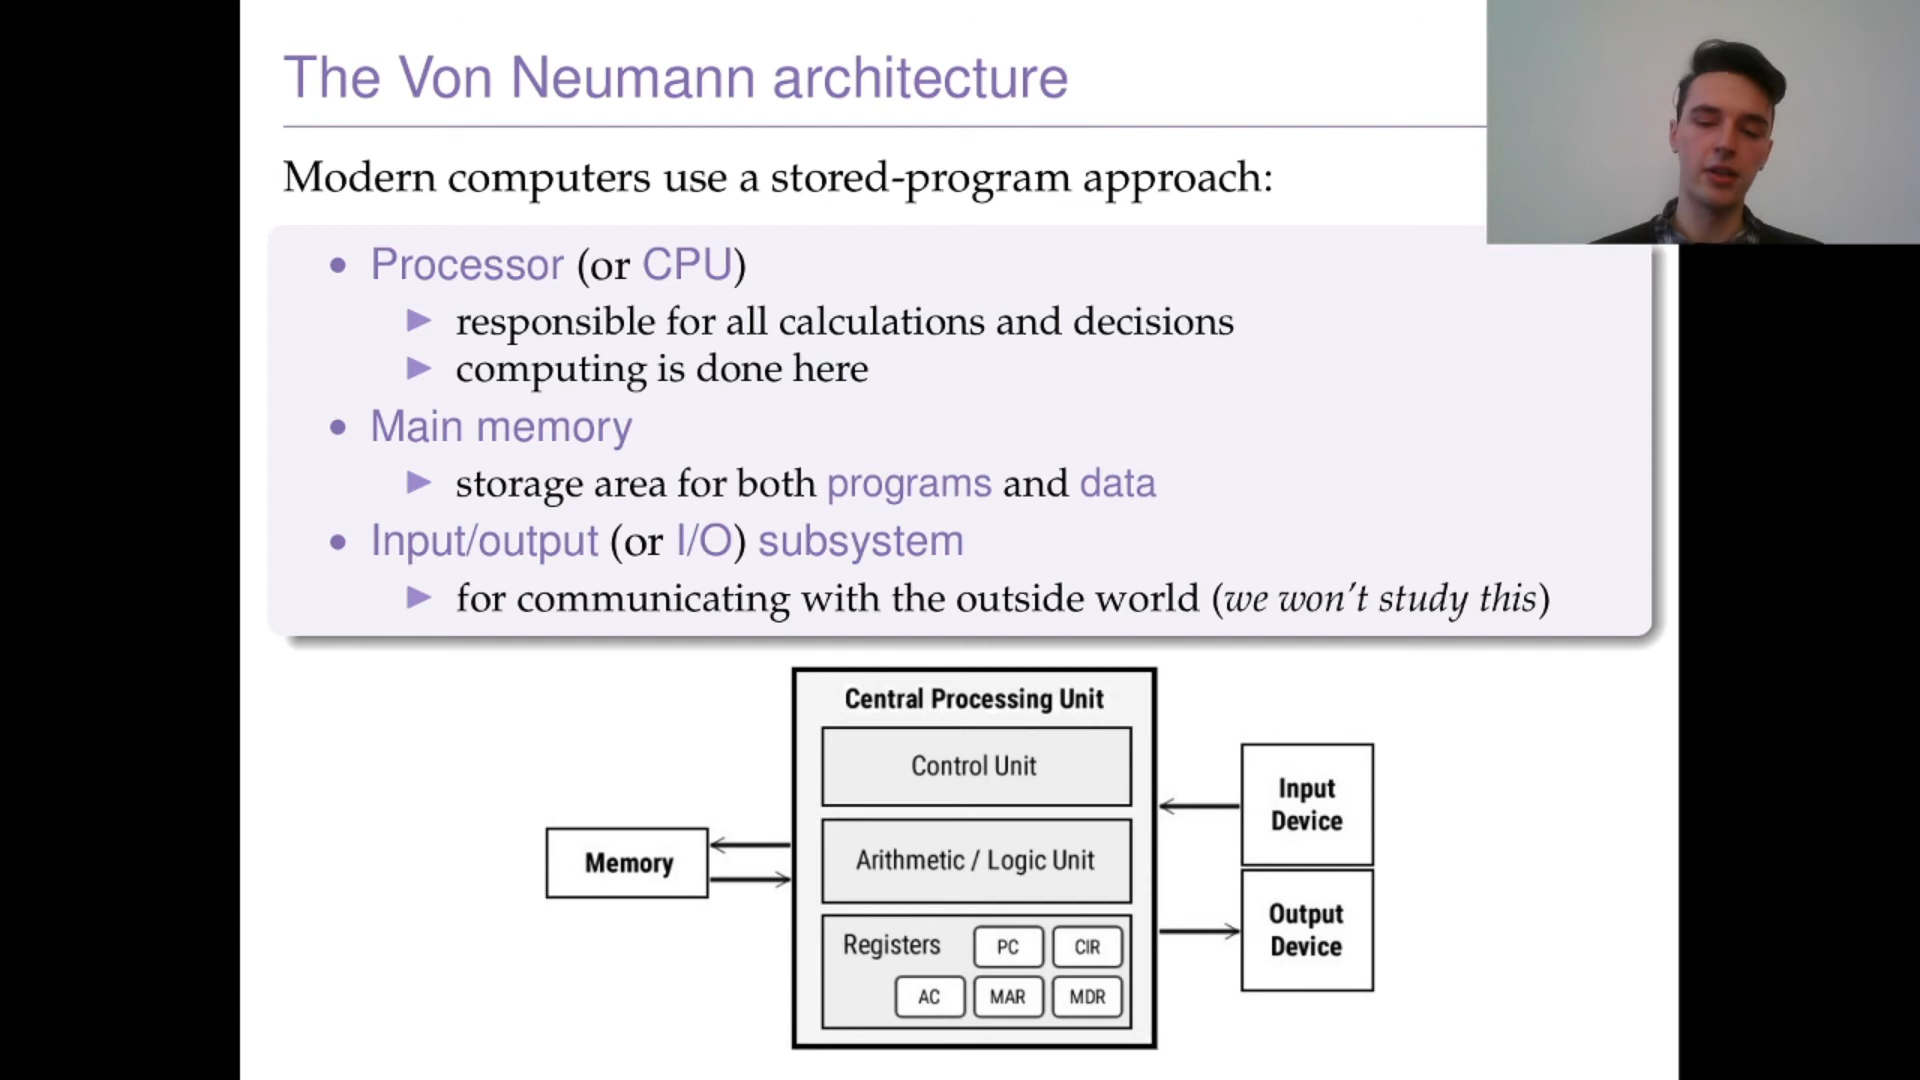 The Von Neumann architecture
Modern computers use a stored-program approach:
• Processor (or CPU)
▶ responsible for all calculations and decisions
▶ computing is done here
• Main memory
▶ storage area for both programs and data
• Input/output (or I/O) subsystem
▶ for communicating with the outside world (we won't study this)
Central Processing Unit
Control Unit
Arithmetic / Logic Unit
Registers
PC
CIR
AC
MAR
MDR
Memory
Input
Device
Output
Device